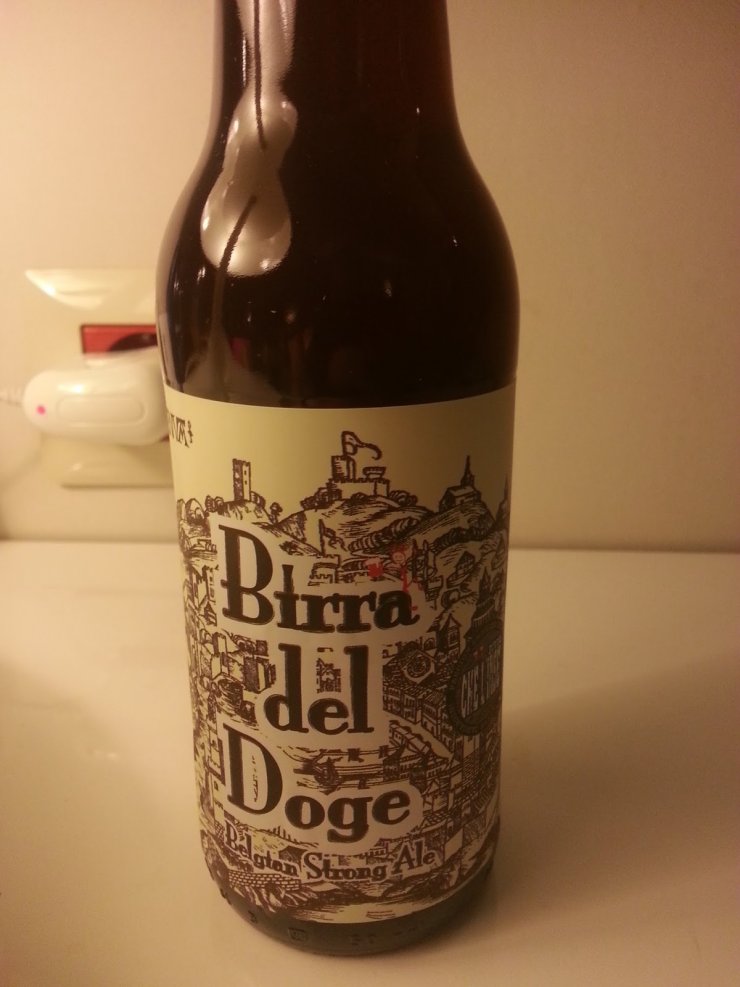 Birra
del
Doge
Belgian Strong Ale